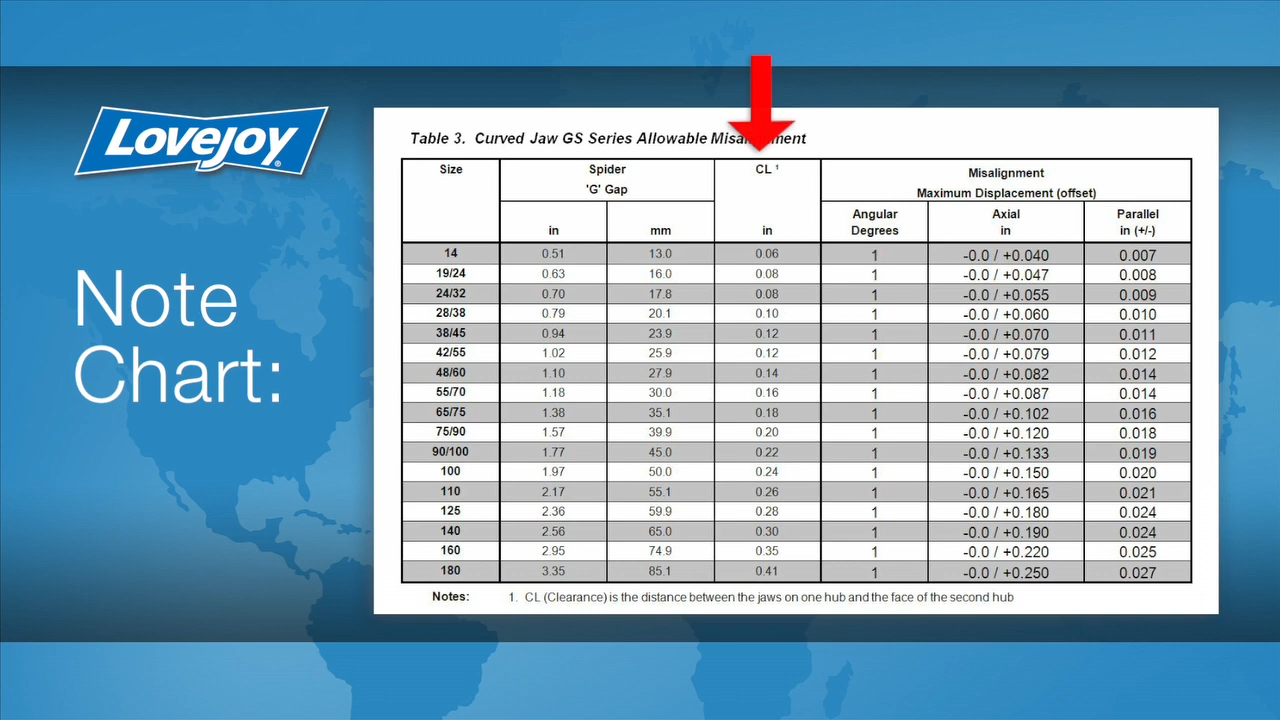 Lovejoy®
Note
Chart:
Table 3. Curved Jaw GS Series Allowable Misal ment
Size Spider CL ¹ Misalignment
'G' Gap Maximum Displacement (offset)
Angular Axial Parallel
in mm in Degrees in in (+/-)
14 0.51 13.0 0.06 1 -0.0 / +0.040 0.007
19/24 0.63 16.0 0.08 1 -0.0 / +0.047 0.008
24/32 0.70 17.8 0.08 1 -0.0 / +0.055 0.009
28/38 0.79 20.1 0.10 1 -0.0 / +0.060 0.010
38/45 0.94 23.9 0.12 1 -0.0 / +0.070 0.011
42/55 1.02 25.9 0.12 1 -0.0 / +0.079 0.012
48/60 1.10 27.9 0.14 1 -0.0 / +0.082 0.014
55/70 1.18 30.0 0.16 1 -0.0 / +0.087 0.014
65/75 1.38 35.1 0.18 1 -0.0 / +0.102 0.016
75/90 1.57 39.9 0.20 1 -0.0 / +0.120 0.018
90/100 1.77 45.0 0.22 1 -0.0 / +0.133 0.019
100 1.97 50.0 0.24 1 -0.0 / +0.150 0.020
110 2.17 55.1 0.26 1 -0.0 / +0.165 0.021
125 2.36 59.9 0.28 1 -0.0 / +0.180 0.024
140 2.56 65.0 0.30 1 -0.0 / +0.190 0.024
160 2.95 74.9 0.35 1 -0.0 / +0.220 0.025
180 3.35 85.1 0.41 1 -0.0 / +0.250 0.027
Notes: 1. CL (Clearance) is the distance between the jaws on one hub and the face of the second hub